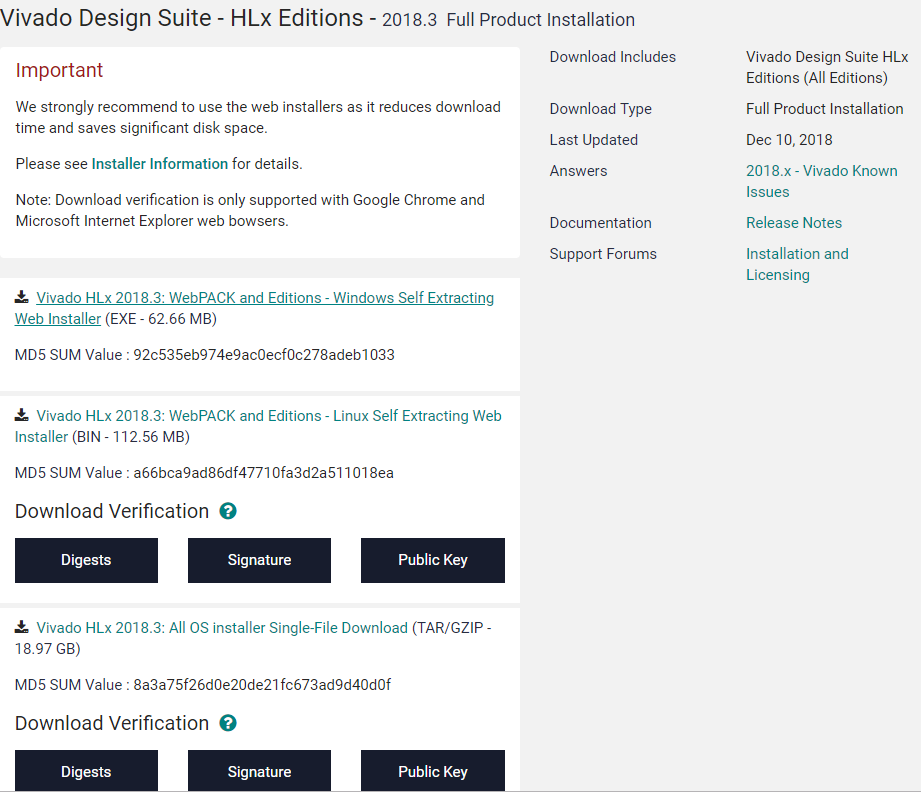 Vivado Design Suite - HLx Editions - 2018.3 Full Product Installation
Important
We strongly recommend to use the web installers as it reduces download
time and saves significant disk space.
Please see Installer Information for details.
Note: Download verification is only supported with Google Chrome and
Microsoft Internet Explorer web bowsers.
Vivado HLx 2018.3: WebPACK and Editions - Windows Self Extracting
Web Installer (EXE - 62.66 MB)
MD5 SUM Value : 92c535eb974e9ac0ecf0c278adeb1033
Vivado HLx 2018.3: WebPACK and Editions - Linux Self Extracting Web
Installer (BIN - 112.56 MB)
MD5 SUM Value : a66bca9ad86df47710fa3d2a511018ea
Download Verification ?
Digests Signature Public Key
Vivado HLx 2018.3: All OS installer Single-File Download (TAR/GZIP -
18.97 GB)
MD5 SUM Value : 8a3a75f26d0e20de21fc673ad9d40d0f
Download Verification ?
Digests Signature Public Key
Download Includes Vivado Design Suite HLx
Editions (All Editions)
Download Type Full Product Installation
Last Updated Dec 10, 2018
Answers 2018.x - Vivado Known
Issues
Documentation Release Notes
Support Forums Installation and
Licensing